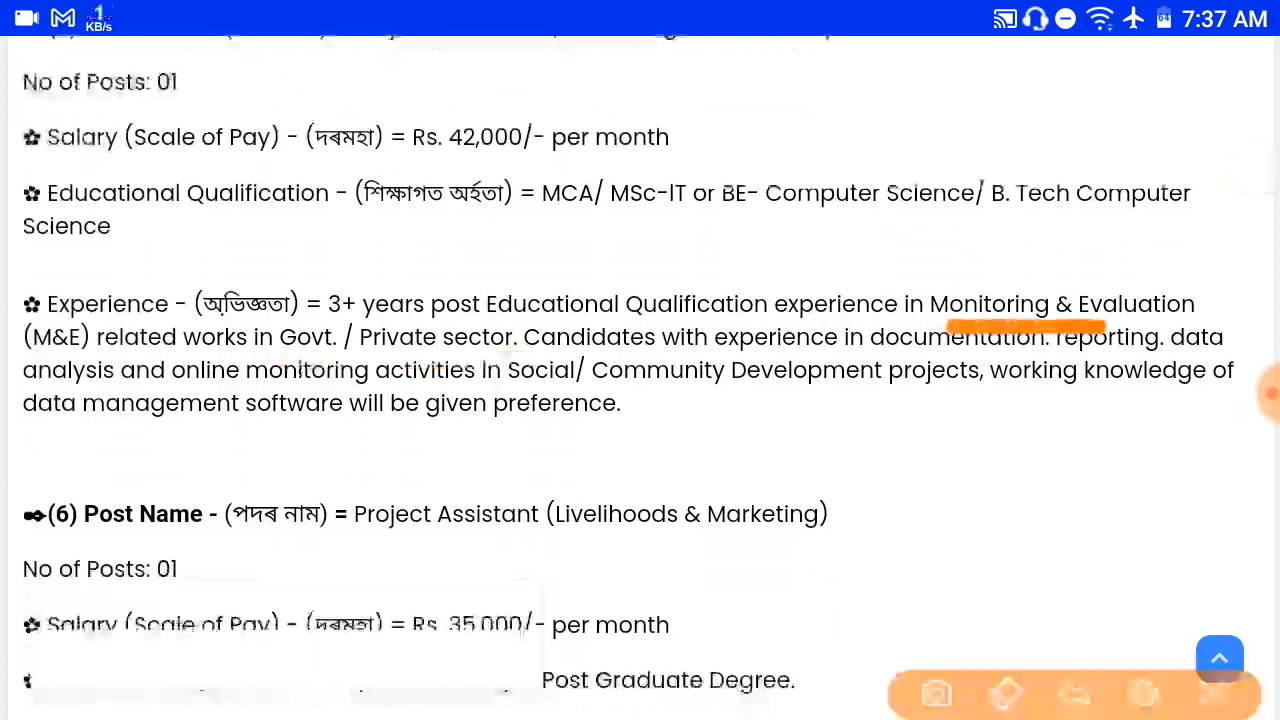 1
KB/s
64
7:37 AM
No of Posts: 01
✿ Salary (Scale of Pay) - (দৰমহা) = Rs. 42,000/- per month
✿ Educational Qualification - (শিক্ষাগত অৰ্হতা) = MCA/ MSc-IT or BE- Computer Science/ B. Tech Computer
Science
✿ Experience - (অভিজ্ঞতা) = 3+ years post Educational Qualification experience in Monitoring & Evaluation
(M&E) related works in Govt. / Private sector. Candidates with experience in documentation. reporting. data
analysis and online monitoring activities In Social/ Community Development projects, working knowledge of
data management software will be given preference.
✒(6) Post Name - (পদৰ নাম) = Project Assistant (Livelihoods & Marketing)
No of Posts: 01
✿ Salary (Scale of Pay) - (দৰমহা) = Rs. 35,000/- per month
Post Graduate Degree.